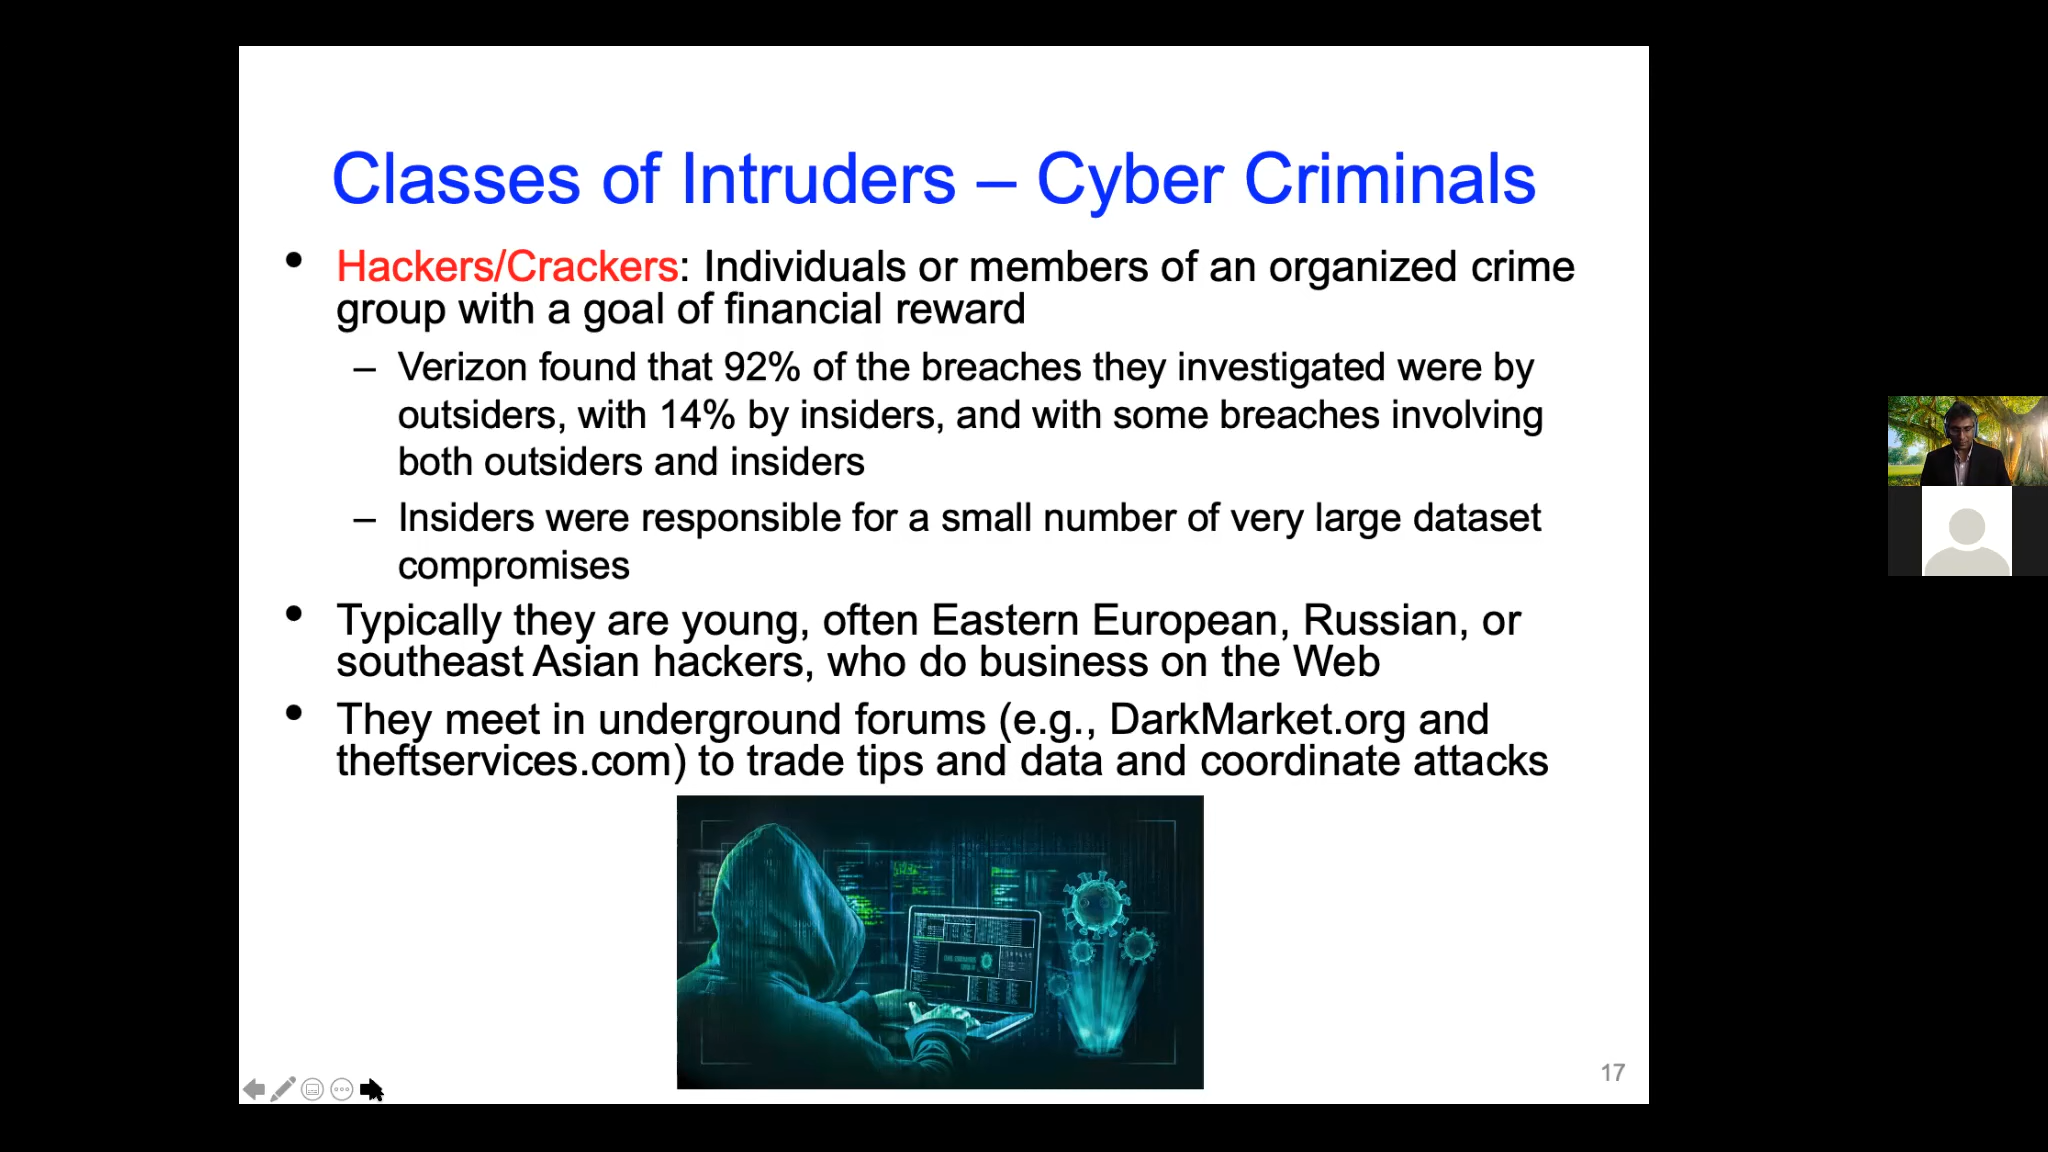 Classes of Intruders – Cyber Criminals
• Hackers/Crackers: Individuals or members of an organized crime
group with a goal of financial reward
– Verizon found that 92% of the breaches they investigated were by
outsiders, with 14% by insiders, and with some breaches involving
both outsiders and insiders
– Insiders were responsible for a small number of very large dataset
compromises
• Typically they are young, often Eastern European, Russian, or
southeast Asian hackers, who do business on the Web
• They meet in underground forums (e.g., DarkMarket.org and
theftservices.com) to trade tips and data and coordinate attacks
17